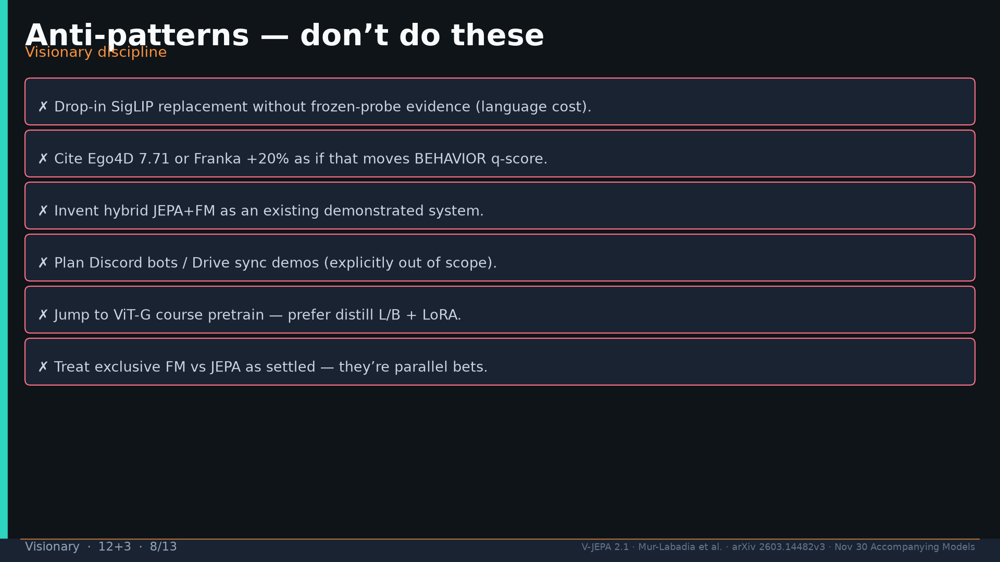 Anti-patterns — don’t do these
Visionary discipline
✗ Drop-in SigLIP replacement without frozen-probe evidence (language cost).
✗ Cite Ego4D 7.71 or Franka +20% as if that moves BEHAVIOR q-score.
✗ Invent hybrid JEPA+FM as an existing demonstrated system.
✗ Plan Discord bots / Drive sync demos (explicitly out of scope).
✗ Jump to ViT-G course pretrain — prefer distill L/B + LoRA.
✗ Treat exclusive FM vs JEPA as settled — they’re parallel bets.
Visionary · 12+3 · 8/13
V-JEPA 2.1 · Mur-Labadia et al. · arXiv 2603.14482v3 · Nov 30 Accompanying Models